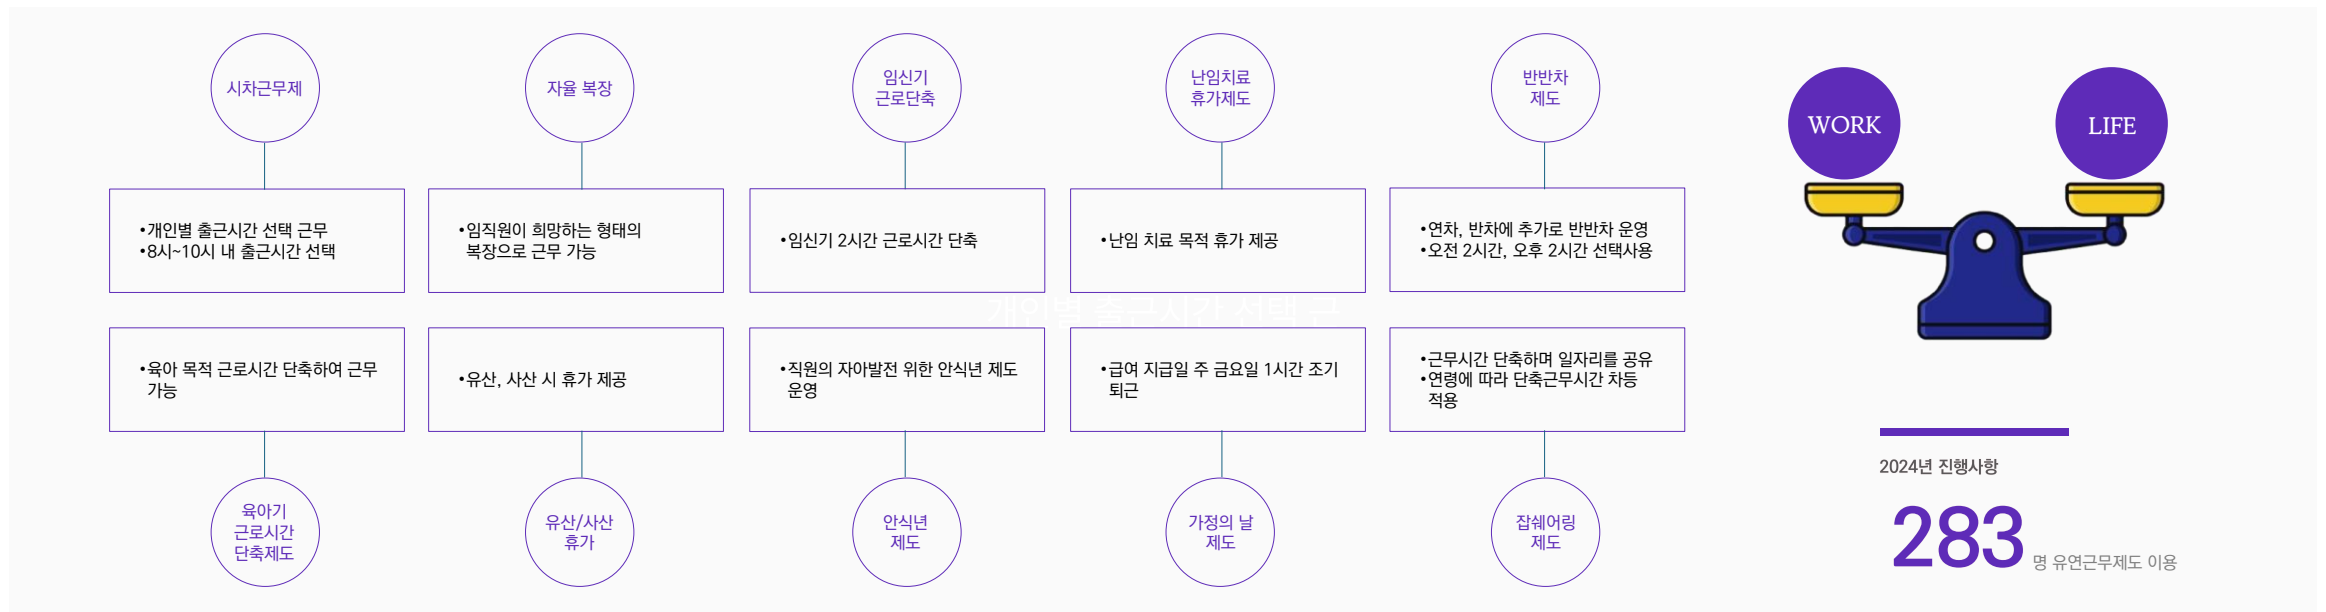 시차근무제
자율 복장
임신기
근로단축
난임치료
휴가제도
반반차
제도
•개인별 출근시간 선택 근무
•8시~10시 내 출근시간 선택
•임직원이 희망하는 형태의
복장으로 근무 가능
•임신기 2시간 근로시간 단축
•난임 치료 목적 휴가 제공
•연차, 반차에 추가로 반반차 운영
•오전 2시간, 오후 2시간 선택사용
개인별 출근시간 선택 근
•육아 목적 근로시간 단축하여 근무
가능
•유산, 사산 시 휴가 제공
•직원의 자아발전 위한 안식년 제도
운영
•급여 지급일 주 금요일 1시간 조기
퇴근
•근무시간 단축하며 일자리를 공유
•연령에 따라 단축근무시간 차등
적용
육아기
근로시간
단축제도
유산/사산
휴가
안식년
제도
가정의 날
제도
잡쉐어링
제도
WORK
LIFE
2024년 진행사항
283 명 유연근무제도 이용